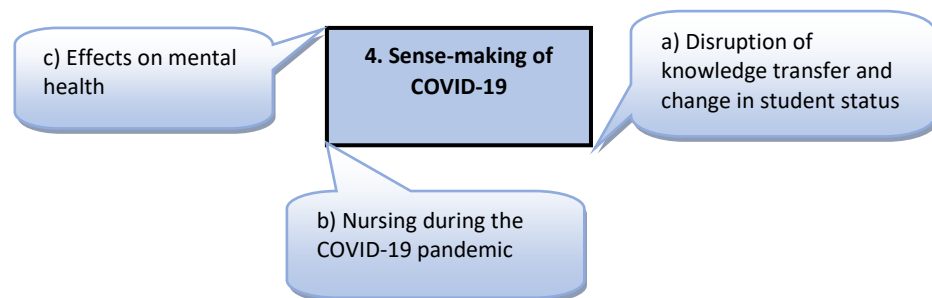 c) Effects on mental
health
4. Sense-making of
COVID-19
a) Disruption of
knowledge transfer and
change in student status
b) Nursing during the
COVID-19 pandemic